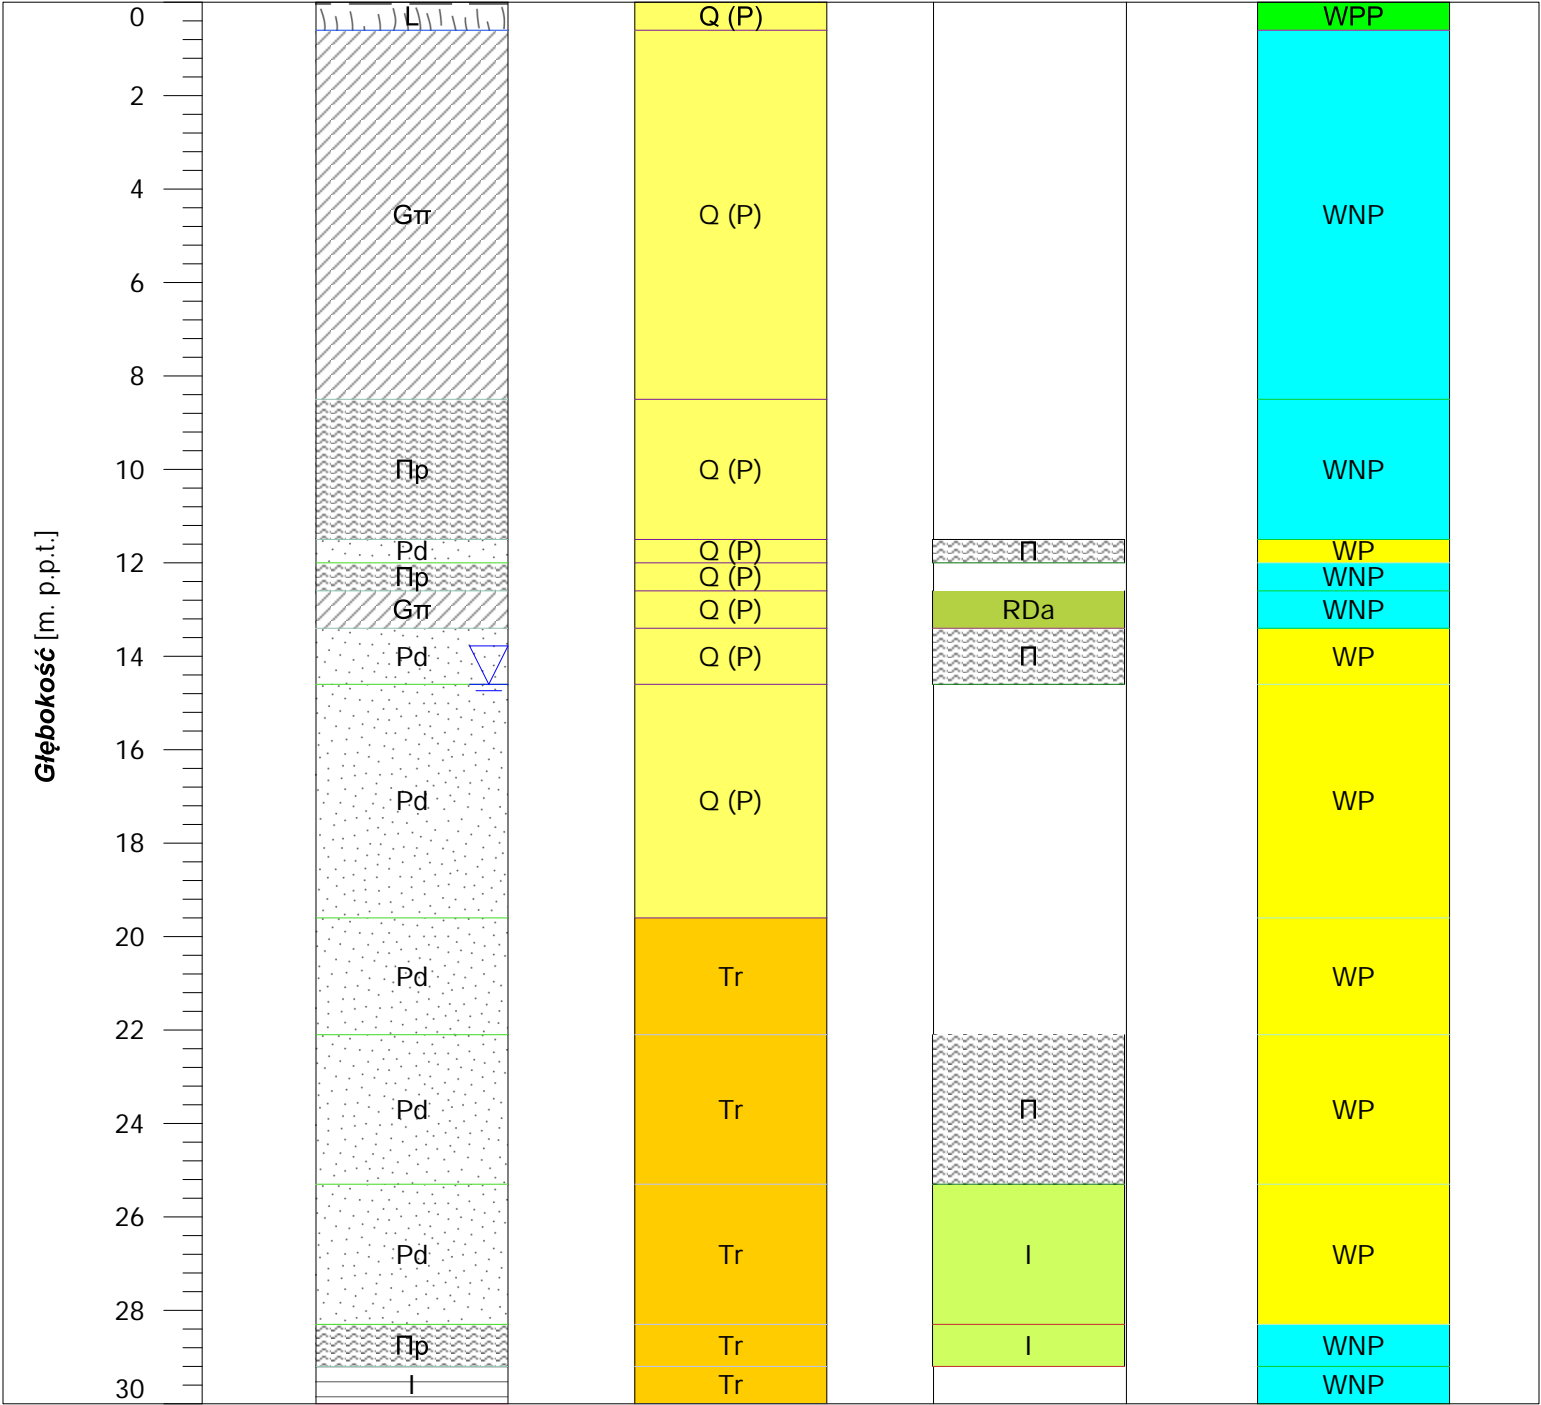 0 L Q (P) WPP
2
4
Gπ Q (P) WNP
6
8
10 Πp Q (P) WNP
Pd Q (P) Π WP
12
Πp Q (P) WNP
Gπ Q (P) RDa WNP
14 Pd Q (P) Π WP
Głębokość [m. p.p.t.]
16
Pd Q (P) WP
18
20
Pd Tr WP
22
24 Pd Tr Π WP
26
Pd Tr I WP
28
Πp Tr I WNP
30 I Tr WNP